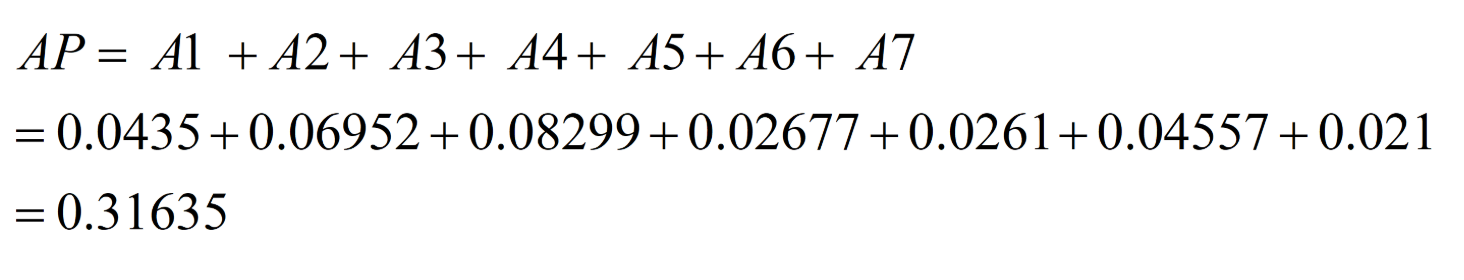 AP = A1 + A2 + A3 + A4 + A5 + A6 + A7
= 0.0435 + 0.06952 + 0.08299 + 0.02677 + 0.0261 + 0.04557 + 0.021
= 0.31635